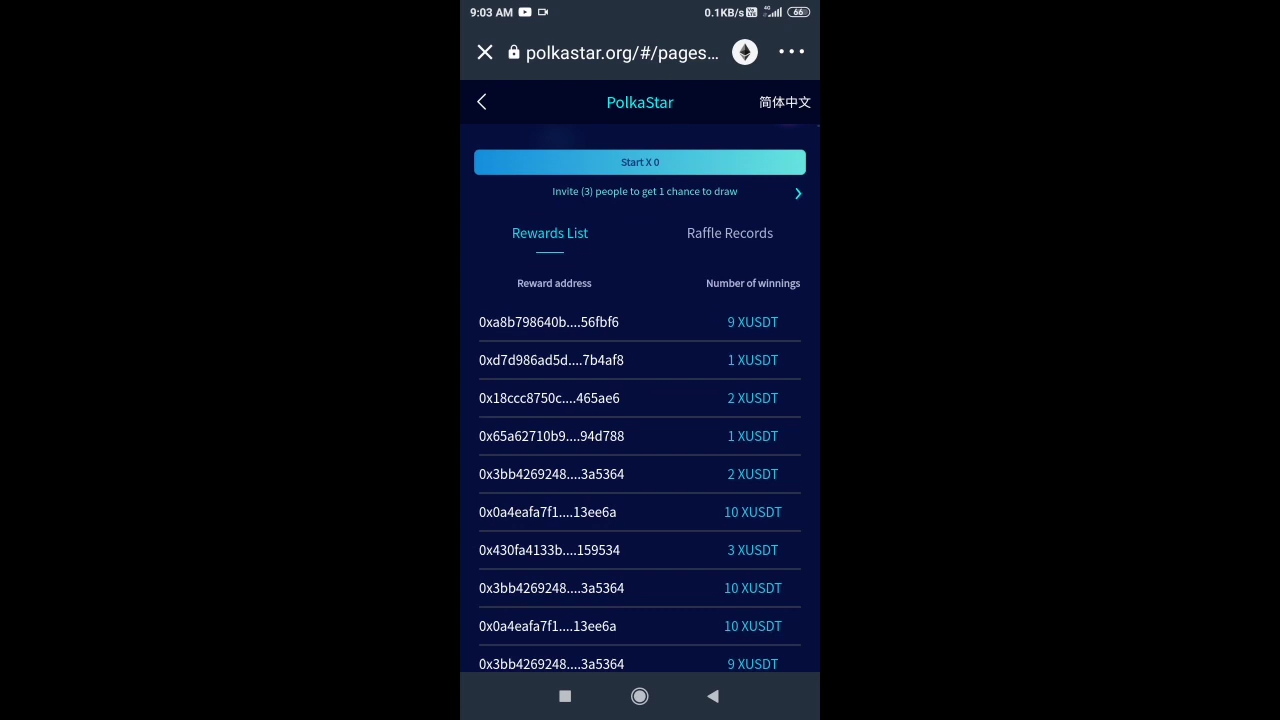 9:03 AM 0.1KB/s 4G 66
polkastar.org/#/pages...
PolkaStar 简体中文
Start X 0
Invite (3) people to get 1 chance to draw
Rewards List Raffle Records
Reward address Number of winnings
0xa8b798640b....56fbf6 9 XUSDT
0xd7d986ad5d....7b4af8 1 XUSDT
0x18ccc8750c....465ae6 2 XUSDT
0x65a62710b9....94d788 1 XUSDT
0x3bb4269248....3a5364 2 XUSDT
0x0a4eafa7f1....13ee6a 10 XUSDT
0x430fa4133b....159534 3 XUSDT
0x3bb4269248....3a5364 10 XUSDT
0x0a4eafa7f1....13ee6a 10 XUSDT
0x3bb4269248....3a5364 9 XUSDT